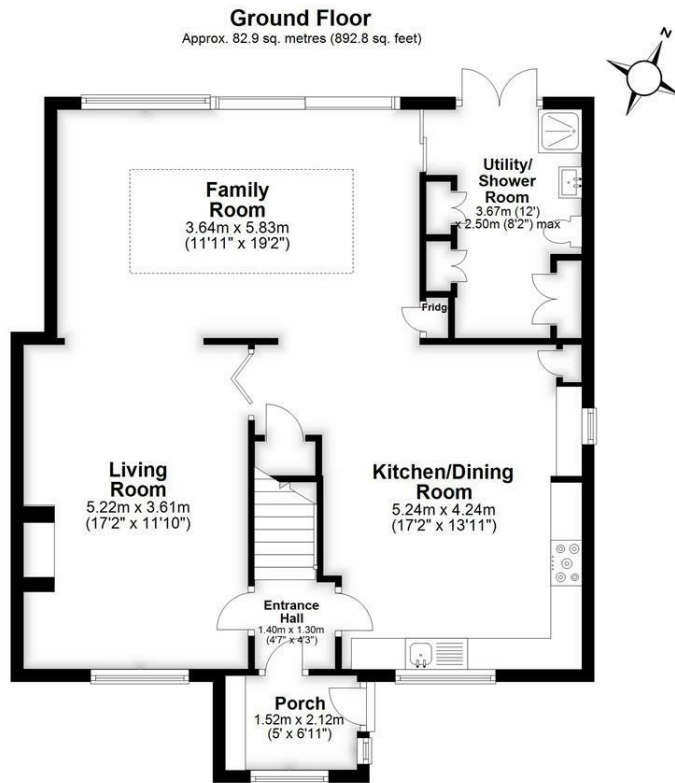 Ground Floor
Approx. 82.9 sq. metres (892.8 sq. feet)
N
Family
Room
3.64m x 5.83m
(11'11" x 19'2")
Utility/
Shower
Room
3.67m (12')
x 2.50m (8'2") max
Fridg
Living
Room
5.22m x 3.61m
(17'2" x 11'10")
Kitchen/Dining
Room
5.24m x 4.24m
(17'2" x 13'11")
Entrance
Hall
1.40m x 1.30m
(4'7" x 4'3")
Porch
1.52m x 2.12m
(5' x 6'11")